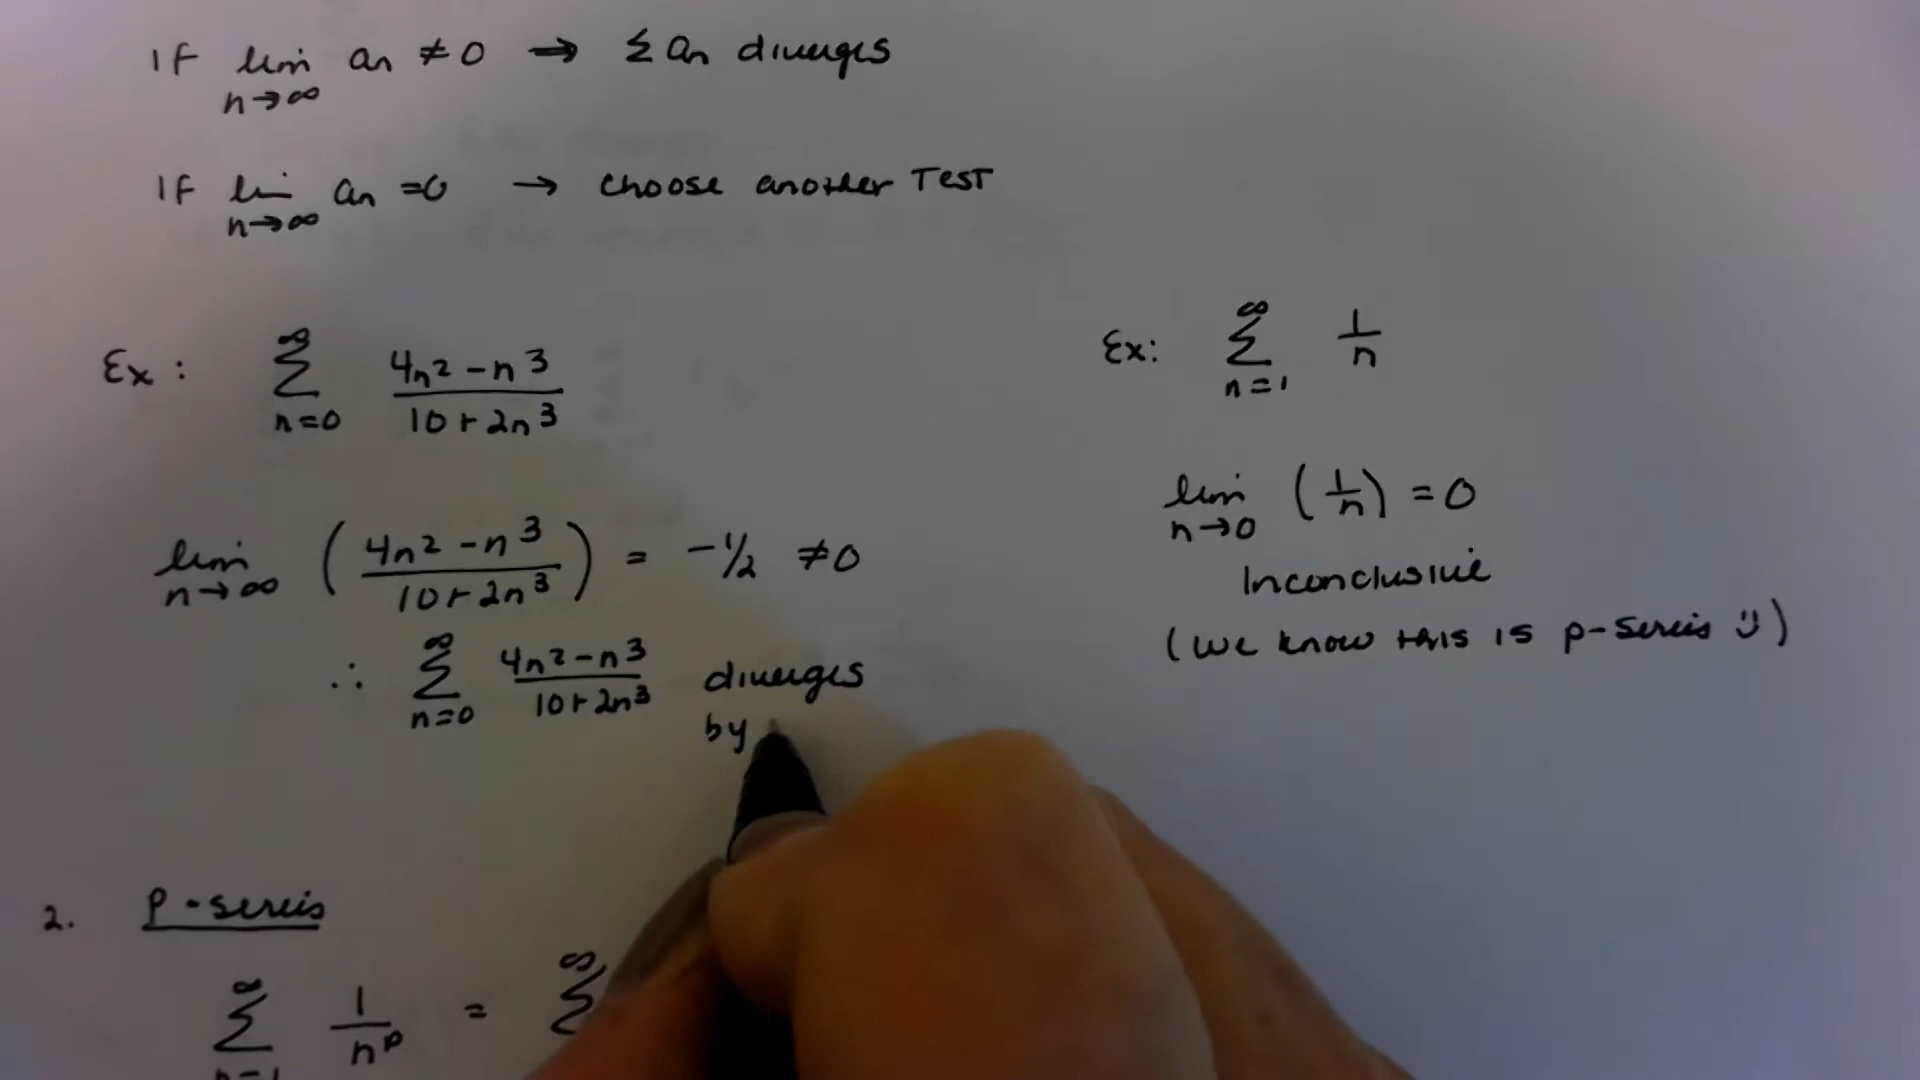 IF lim an ≠ 0 → Σ an diverges
n→∞
IF lim an = 0 → choose another TEST
n→∞
Ex: ∞ Σ n=0 4n² - n³ / 10 + 2n³
lim n→∞ ( 4n² - n³ / 10 + 2n³ ) = -1/2 ≠ 0
∴ ∞ Σ n=0 4n² - n³ / 10 + 2n³ diverges
by
Ex: ∞ Σ n=1 1/n
lim n→0 ( 1/n ) = 0
Inconclusive
(we know this is p-series ت)
2. P-series
∞ Σ n=1 1/nᵖ = ∞ Σ